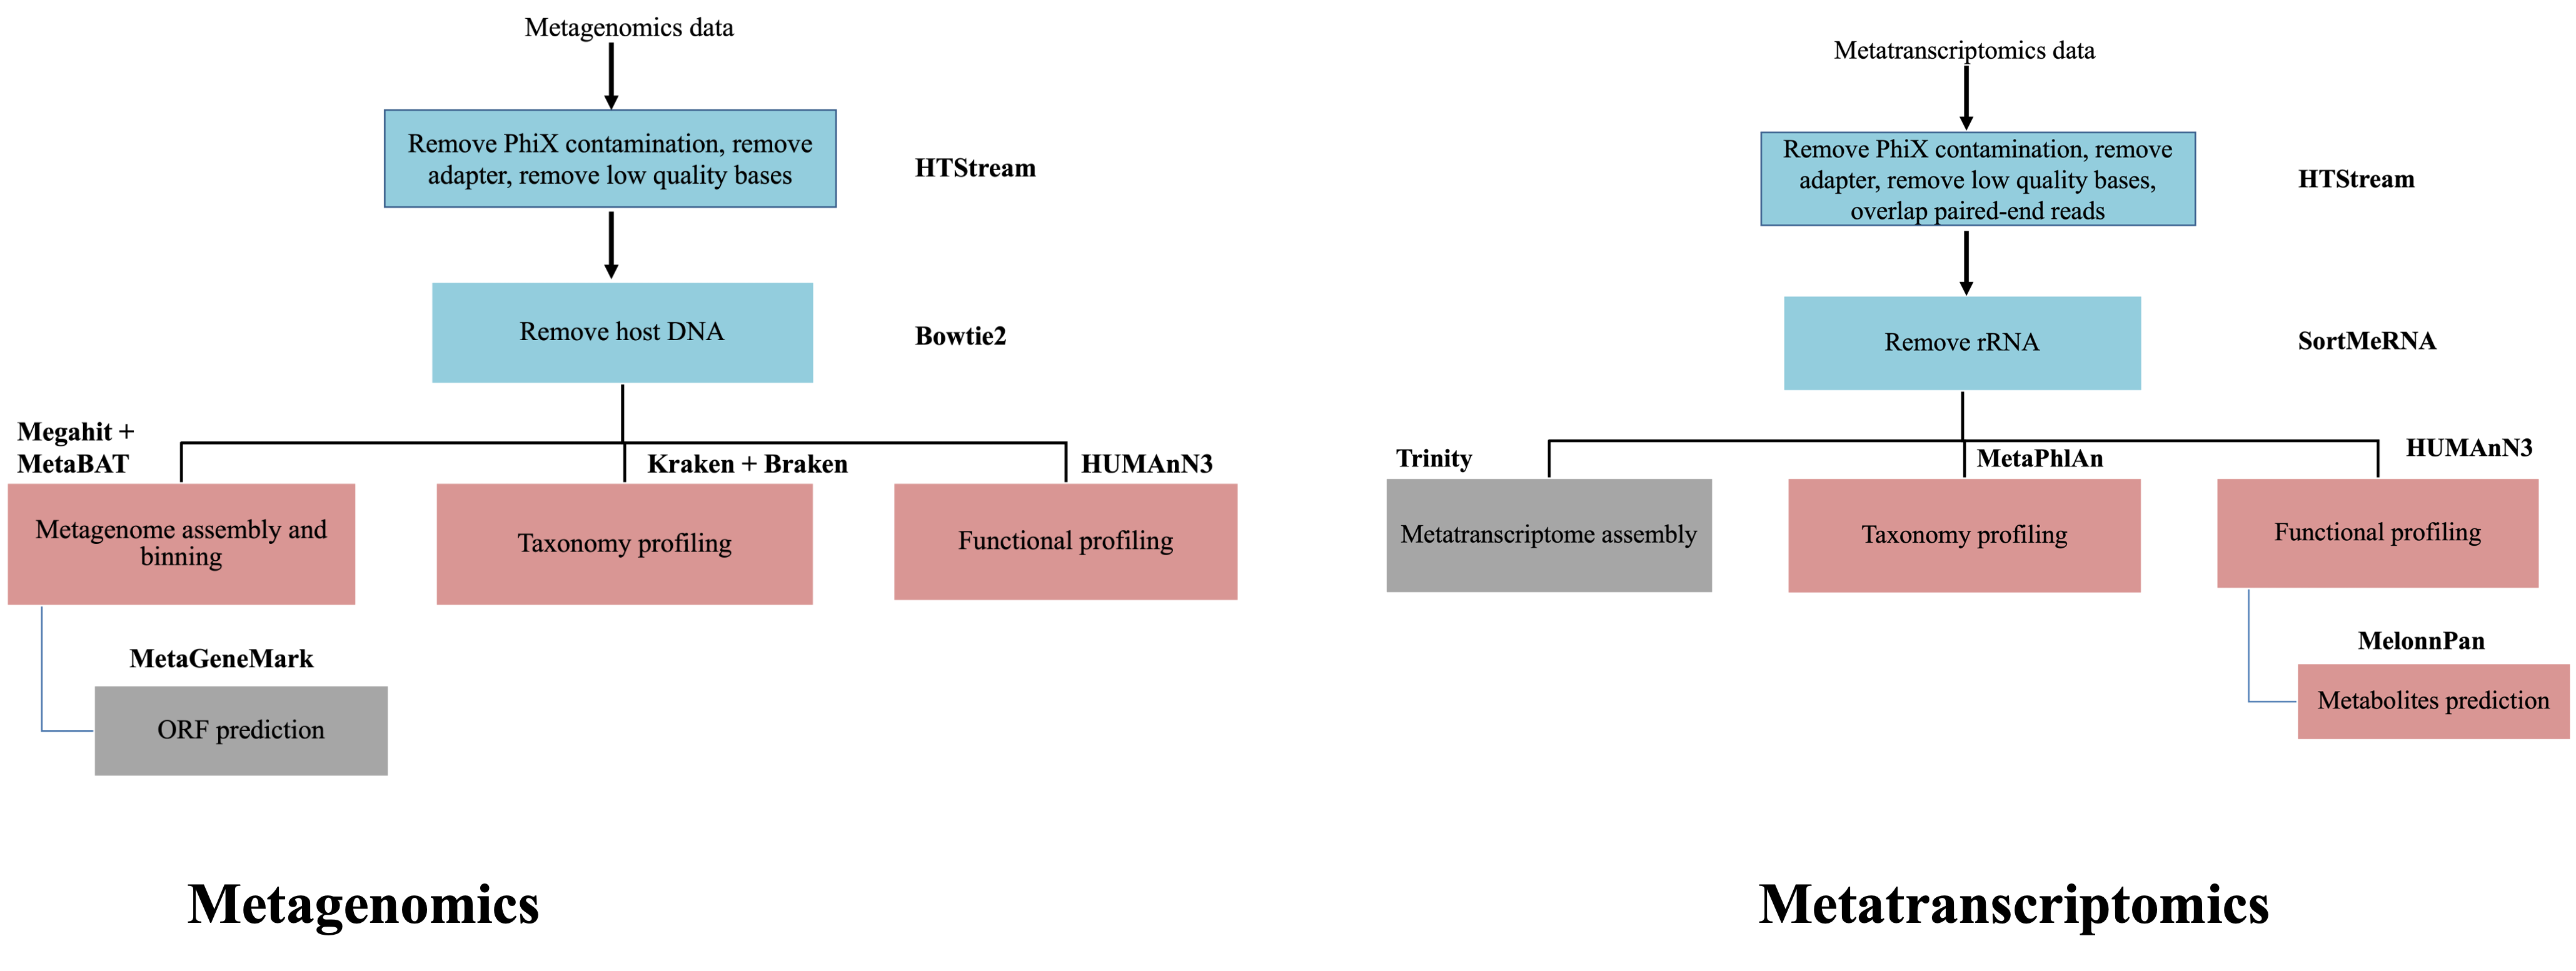 Metagenomics data
Remove PhiX contamination, remove
adapter, remove low quality bases
HTStream
Remove host DNA
Bowtie2
Megahit +
MetaBAT
Kraken + Braken
HUMAnN3
Metagenome assembly and
binning
Taxonomy profiling
Functional profiling
MetaGeneMark
ORF prediction
Metagenomics
Metatranscriptomics data
Remove PhiX contamination, remove
adapter, remove low quality bases,
overlap paired-end reads
HTStream
Remove rRNA
SortMeRNA
Trinity
MetaPhlAn
HUMAnN3
Metatranscriptome assembly
Taxonomy profiling
Functional profiling
MelonnPan
Metabolites prediction
Metatranscriptomics